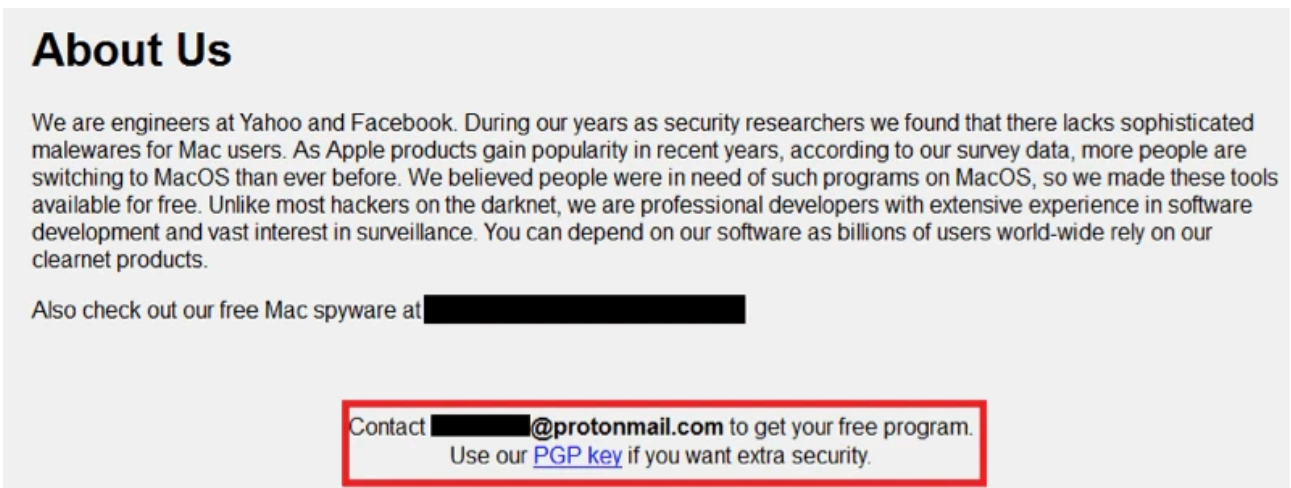 About Us
We are engineers at Yahoo and Facebook. During our years as security researchers we found that there lacks sophisticated
malewares for Mac users. As Apple products gain popularity in recent years, according to our survey data, more people are
switching to MacOS than ever before. We believed people were in need of such programs on MacOS, so we made these tools
available for free. Unlike most hackers on the darknet, we are professional developers with extensive experience in software
development and vast interest in surveillance. You can depend on our software as billions of users world-wide rely on our
clearnet products.
Also check out our free Mac spyware at
Contact @protonmail.com to get your free program.
Use our PGP key if you want extra security.